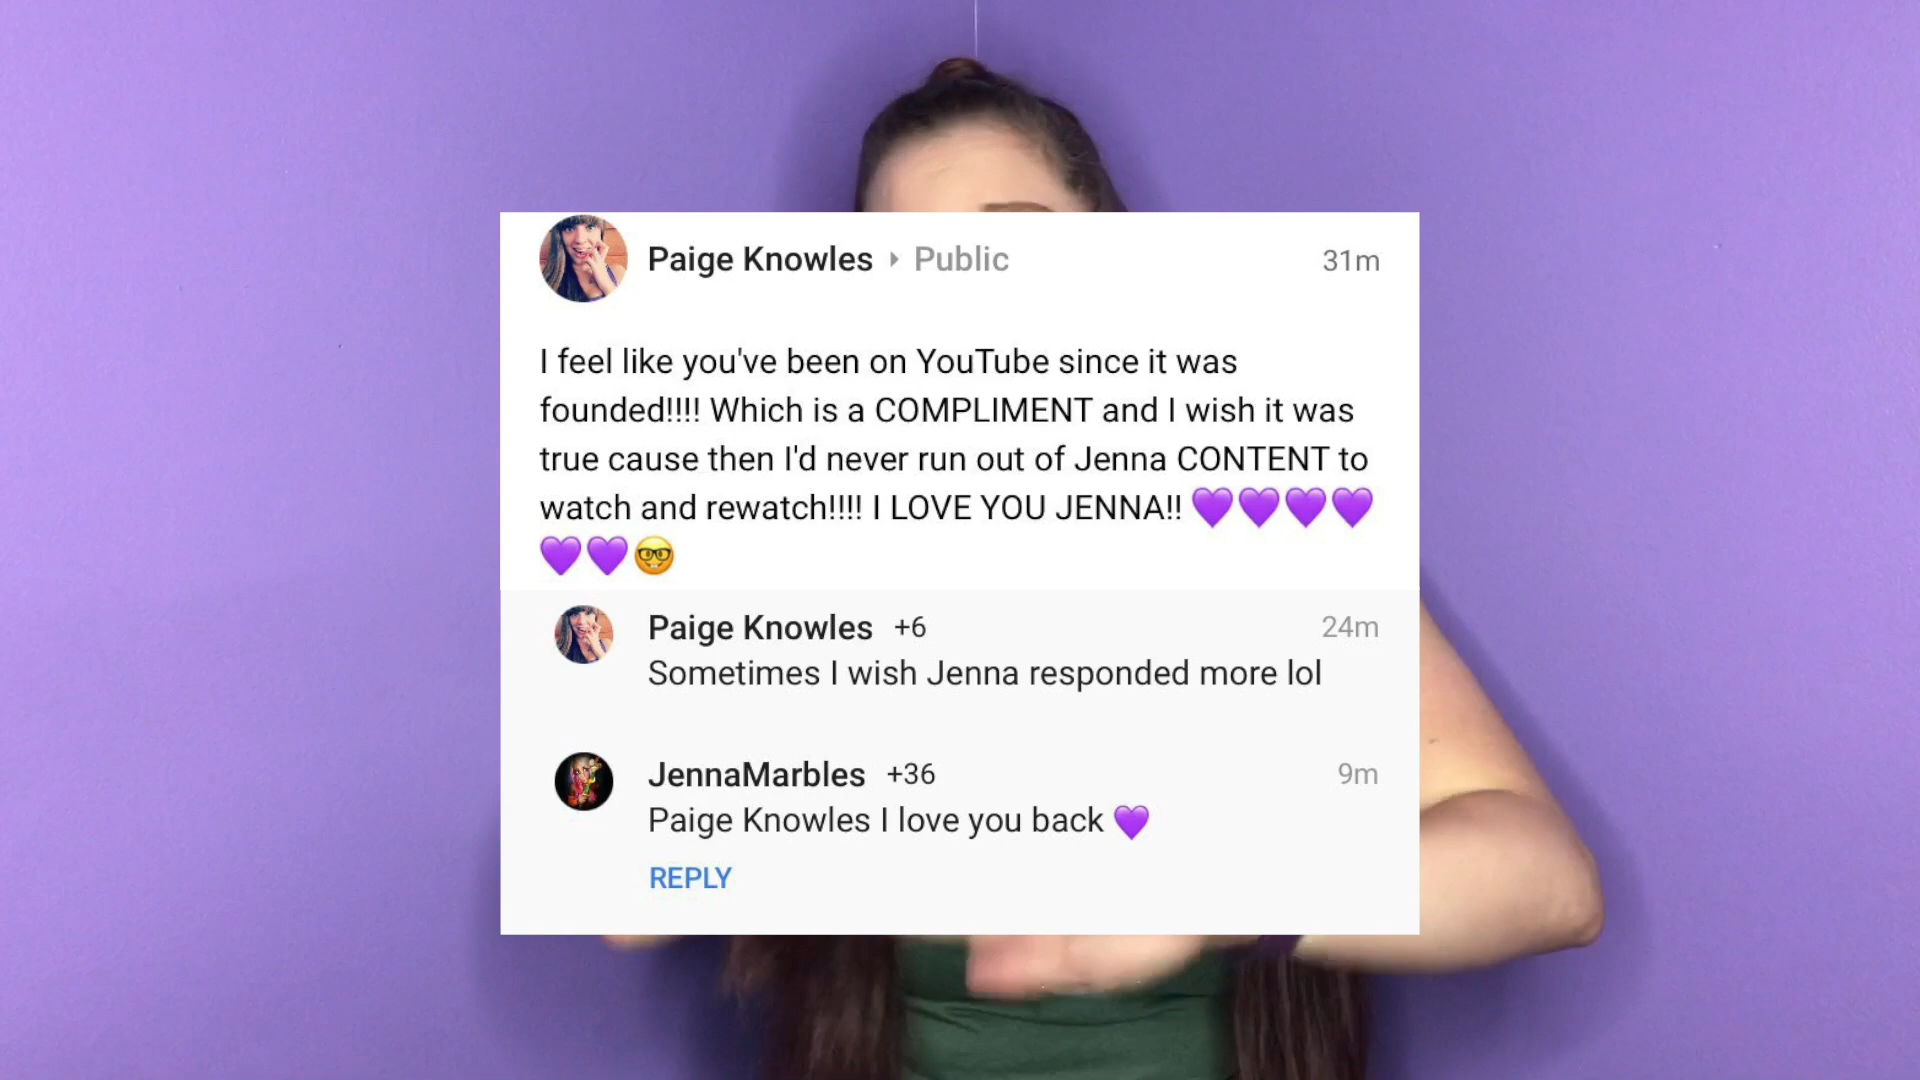 Paige Knowles ▸ Public 31m
I feel like you've been on YouTube since it was
founded!!!! Which is a COMPLIMENT and I wish it was
true cause then I'd never run out of Jenna CONTENT to
watch and rewatch!!!! I LOVE YOU JENNA!! 💜💜💜💜
💜💜🤓
Paige Knowles +6 24m
Sometimes I wish Jenna responded more lol
JennaMarbles +36 9m
Paige Knowles I love you back 💜
REPLY